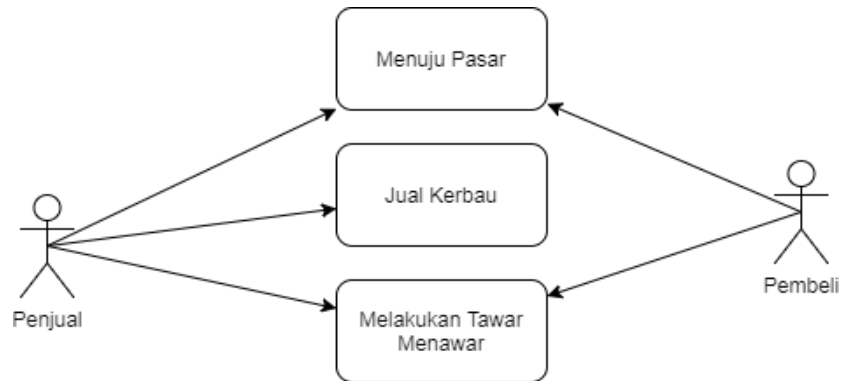 Menuju Pasar
Jual Kerbau
Penjual
Pembeli
Melakukan Tawar
Menawar